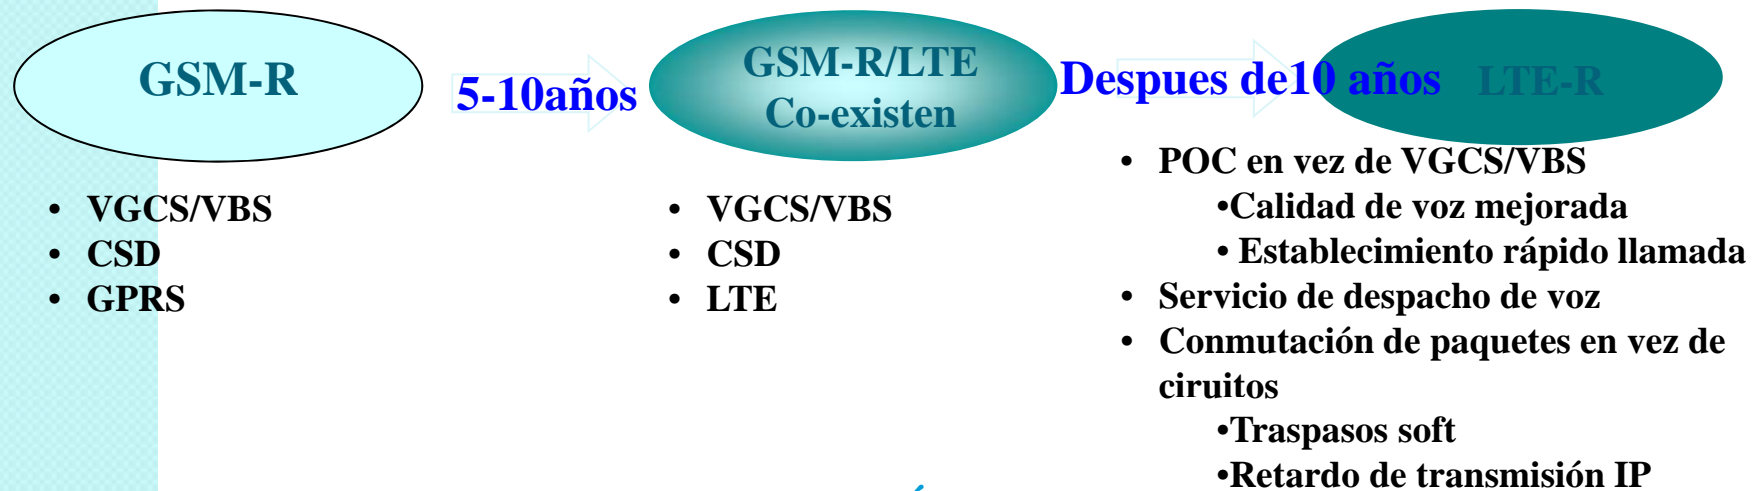 GSM-R
5-10años
GSM-R/LTE
Co-existen
Despues de10 años
LTE-R
• VGCS/VBS
• CSD
• GPRS
• VGCS/VBS
• CSD
• LTE
• POC en vez de VGCS/VBS
•Calidad de voz mejorada
• Establecimiento rápido llamada
• Servicio de despacho de voz
• Conmutación de paquetes en vez de
ciruitos
•Traspasos soft
•Retardo de transmisión IP